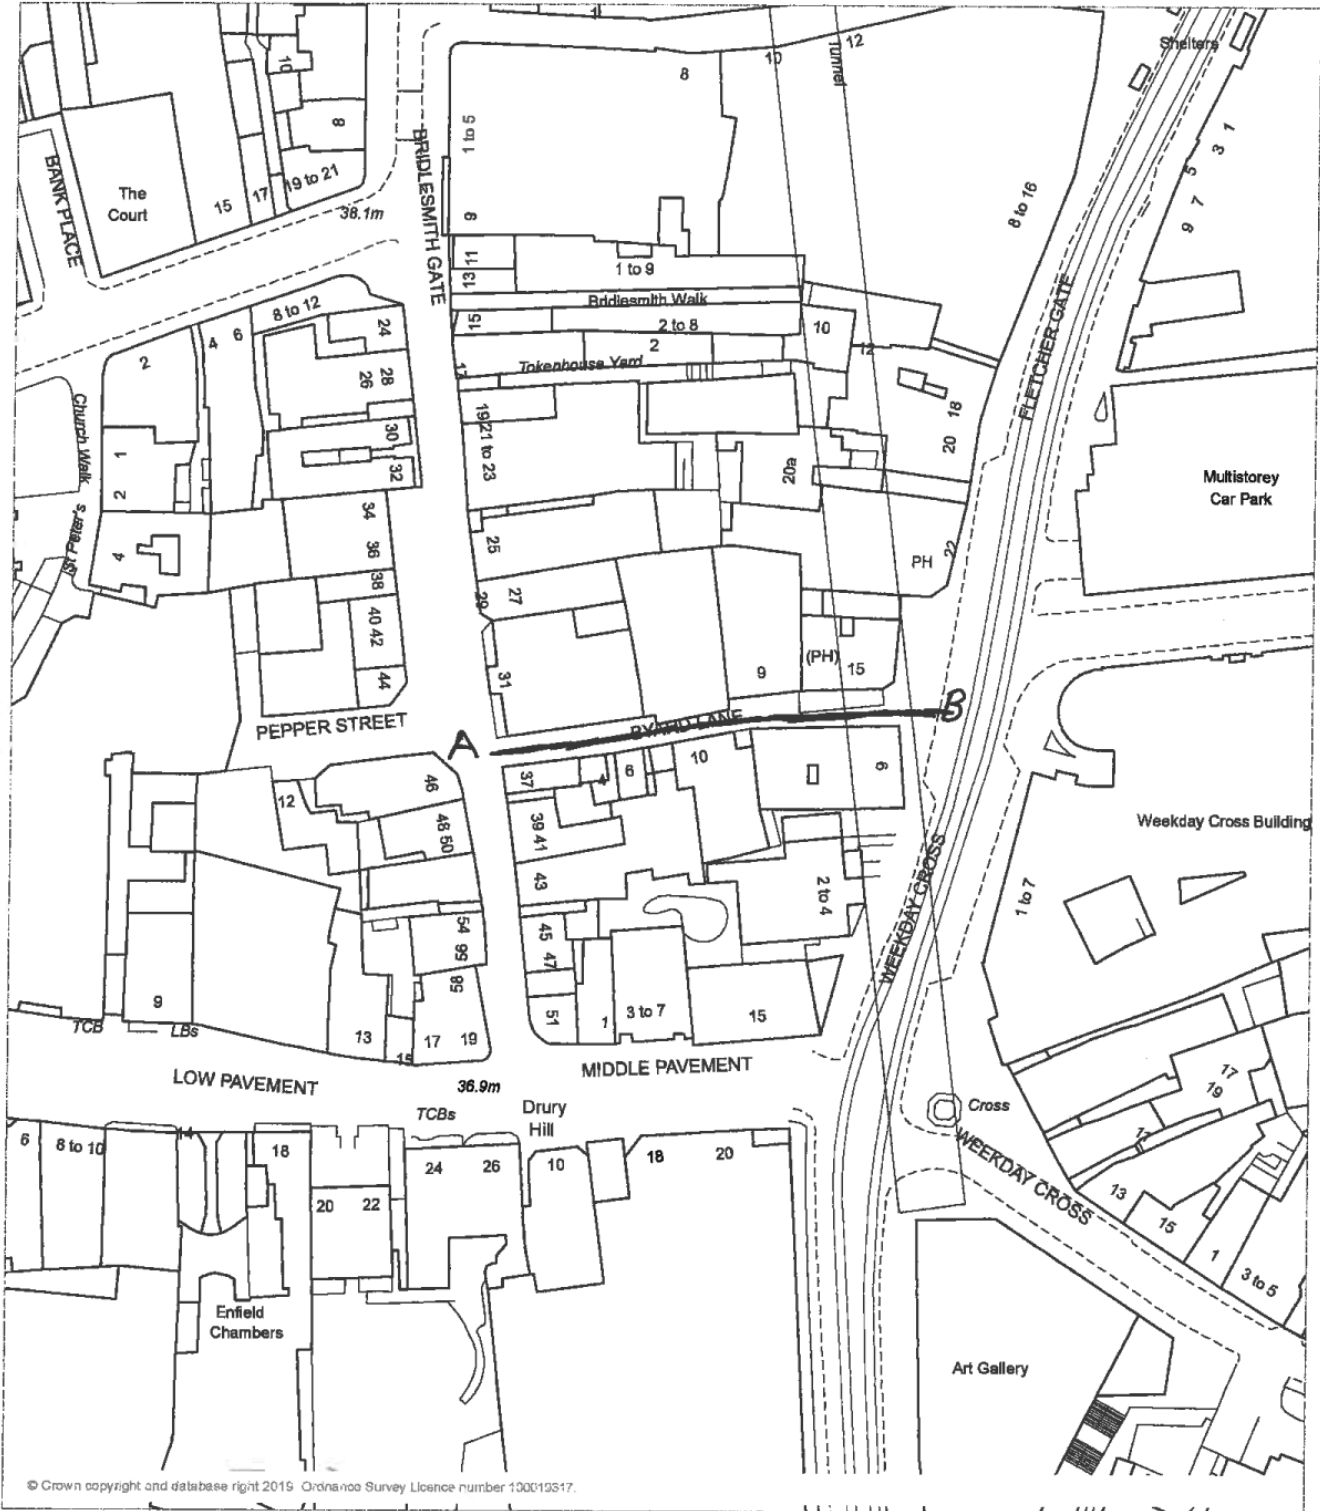 12
Shelters
10
8
Tunnel
10
8
1 to 5
1
3
5
7
9
BANK PLACE
The
Court
15
17
19 to 21
38.1m
BRIDLESMITH GATE
9
8 to 16
11
13
1 to 9
Bridlesmith Walk
15
2 to 8
10
2
12
17
Tokenhouse Yard
FLETCHER GATE
2
4
6
8 to 12
24
28
26
30
32
Church Walk
1
2
19
21 to 23
18
20
20a
Multistorey
Car Park
St Peter's
4
34
36
38
25
PH
22
27
29
40 42
44
31
9
(PH)
15
PEPPER STREET
BYARD LANE
A
B
46
12
37
4
6
10
48 50
39 41
43
2 to 4
Weekday Cross Building
WEEKDAY CROSS
1 to 7
54
45
47
58
9
TCB
LBs
13
15
17
19
51
1
3 to 7
15
LOW PAVEMENT
36.9m
MIDDLE PAVEMENT
17
19
TCBs
Drury
Hill
Cross
WEEKDAY CROSS
6
8 to 10
14
18
24
26
10
18
20
20
22
13
15
1
3 to 5
Enfield
Chambers
Art Gallery
© Crown copyright and database right 2019 Ordnance Survey Licence number 100019317.